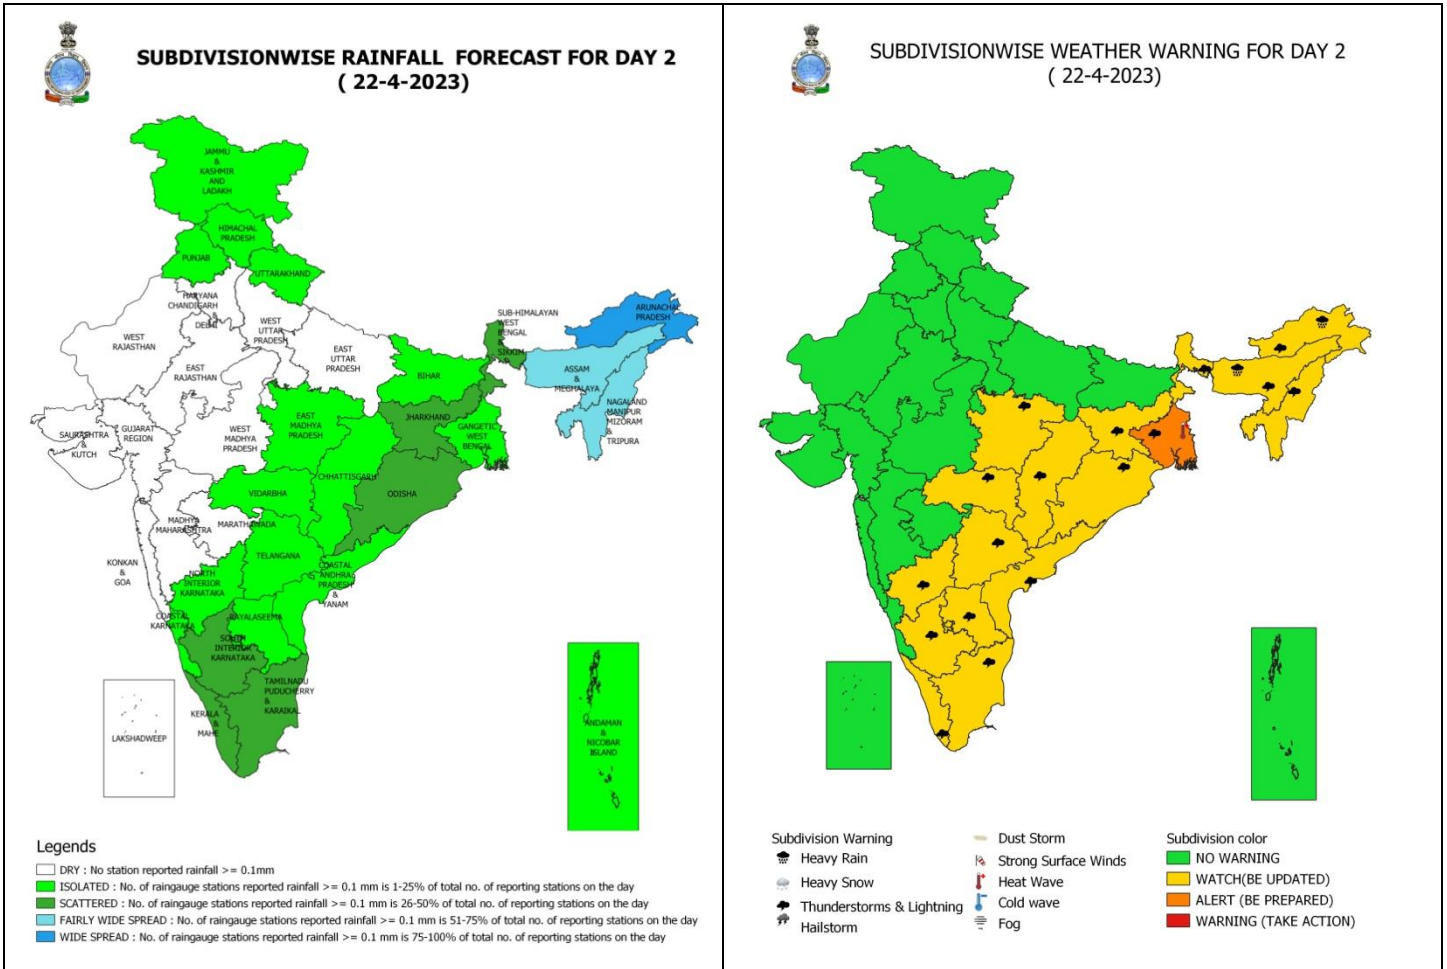 SUBDIVISIONWISE RAINFALL FORECAST FOR DAY 2
( 22-4-2023)
JAMMU
&
KASHMIR
AND
LADAKH
HIMACHAL
PRADESH
PUNJAB
UTTARAKHAND
HARYANA
CHANDIGARH
&
DELHI
WEST
RAJASTHAN
WEST
UTTAR
PRADESH
EAST
UTTAR
PRADESH
EAST
RAJASTHAN
SUB-HIMALAYAN
WEST
BENGAL
&
SIKKIM
ARUNACHAL
PRADESH
ASSAM
&
MEGHALAYA
NAGALAND
MANIPUR
MIZORAM
&
TRIPURA
BIHAR
JHARKHAND
GANGETIC
WEST
BENGAL
EAST
MADHYA
PRADESH
WEST
MADHYA
PRADESH
GUJARAT
REGION
SAURASHTRA
&
KUTCH
CHHATTISGARH
ODISHA
VIDARBHA
MADHYA
MAHARASHTRA
MARATHAWADA
TELANGANA
KONKAN
&
GOA
NORTH
INTERIOR
KARNATAKA
COASTAL
ANDHRA
PRADESH
&
YANAM
COASTAL
KARNATAKA
RAYALASEEMA
SOUTH
INTERIOR
KARNATAKA
TAMILNADU
PUDUCHERRY
&
KARAIKAL
KERALA
&
MAHE
LAKSHADWEEP
ANDAMAN
&
NICOBAR
ISLAND
Legends
DRY : No station reported rainfall >= 0.1mm
ISOLATED : No. of raingauge stations reported rainfall >= 0.1 mm is 1-25% of total no. of reporting stations on the day
SCATTERED : No. of raingauge stations reported rainfall >= 0.1 mm is 26-50% of total no. of reporting stations on the day
FAIRLY WIDE SPREAD : No. of raingauge stations reported rainfall >= 0.1 mm is 51-75% of total no. of reporting stations on the day
WIDE SPREAD : No. of raingauge stations reported rainfall >= 0.1 mm is 75-100% of total no. of reporting stations on the day
SUBDIVISIONWISE WEATHER WARNING FOR DAY 2
( 22-4-2023)
Subdivision Warning
Heavy Rain
Heavy Snow
Thunderstorms & Lightning
Hailstorm
Dust Storm
Strong Surface Winds
Heat Wave
Cold wave
Fog
Subdivision color
NO WARNING
WATCH(BE UPDATED)
ALERT (BE PREPARED)
WARNING (TAKE ACTION)